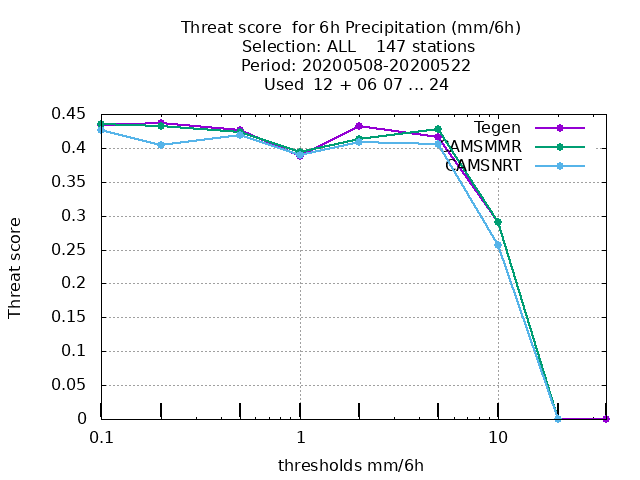 Threat score  for 6h Precipitation (mm/6h)
Selection: ALL    147 stations
Period: 20200508-20200522
Used  12 + 06 07 ... 24
Threat score
0.45
0.4
0.35
0.3
0.25
0.2
0.15
0.1
0.05
0
Tegen
AMSMMR
CAMSNRT
0.1
1
10
thresholds mm/6h